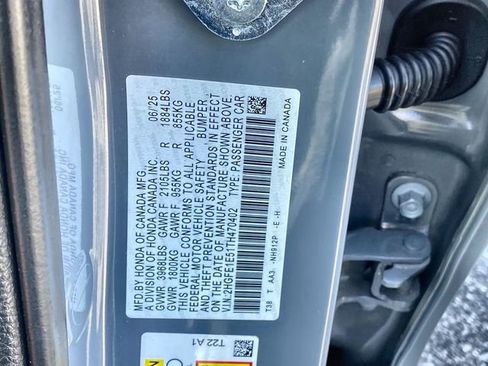 MFD BY HONDA OF CANADA MFG. 06/25
A DIVISION OF HONDA CANADA INC.
GVWR 3968LBS GAWR F 2105LBS R 1884LBS
GVWR 1800KG GAWR F 955KG R 855KG
THIS VEHICLE CONFORMS TO ALL APPLICABLE
FEDERAL MOTOR VEHICLE SAFETY BUMPER,
AND THEFT PREVENTION STANDARDS IN EFFECT
ON THE DATE OF MANUFACTURE SHOWN ABOVE.
VIN: 2HGFE1E51TH470402 TYPE: PASSENGER CAR
T38 T AA3 -NH912P -E -H MADE IN CANADA
T22 A1